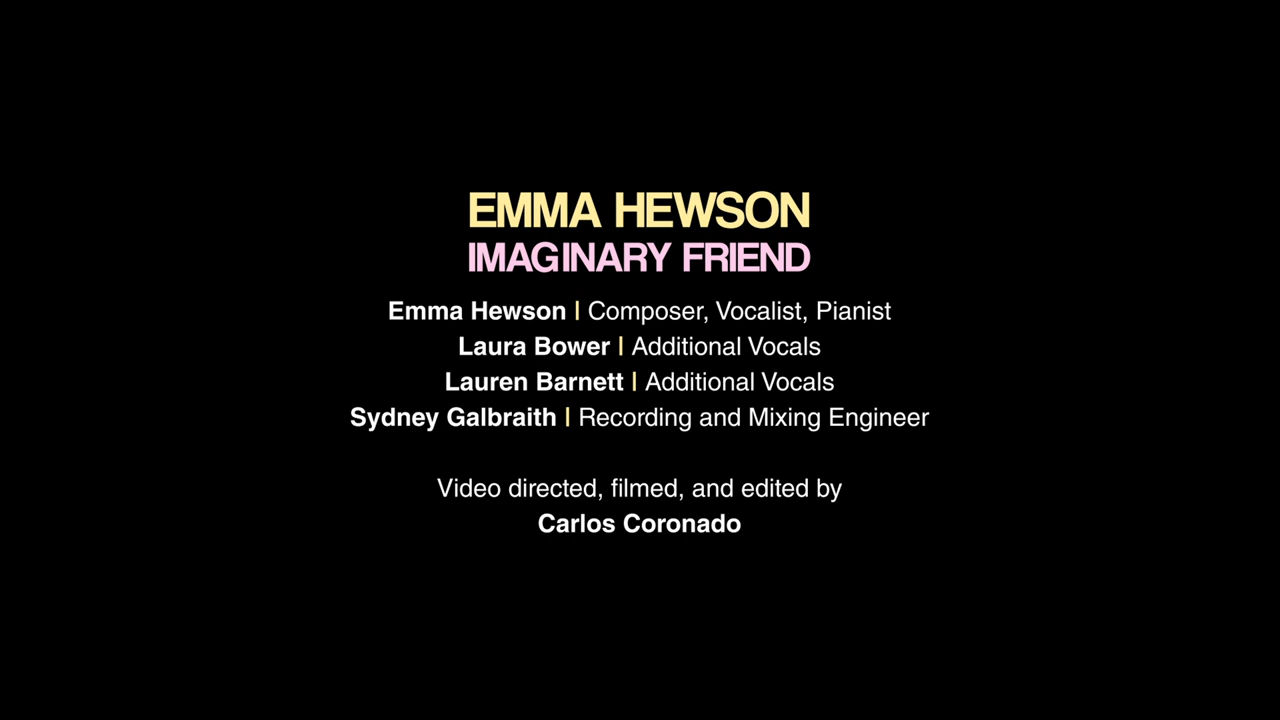 EMMA HEWSON
IMAGINARY FRIEND
Emma Hewson | Composer, Vocalist, Pianist
Laura Bower | Additional Vocals
Lauren Barnett | Additional Vocals
Sydney Galbraith | Recording and Mixing Engineer
Video directed, filmed, and edited by
Carlos Coronado